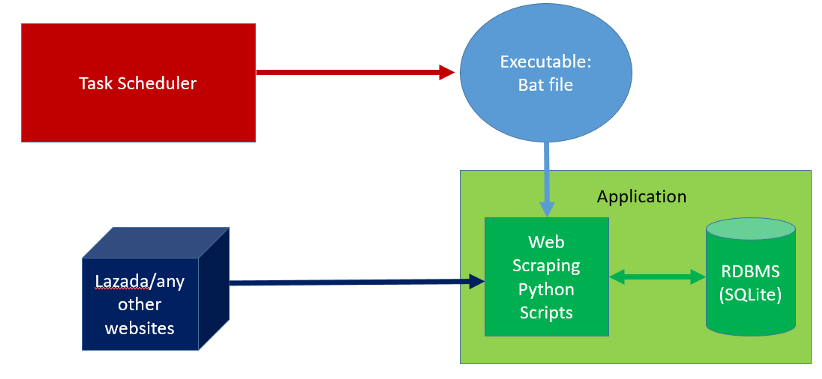 Task Scheduler
Executable:
Bat file
Application
Lazada/any
other
websites
Web
Scraping
Python
Scripts
RDBMS
(SQLite)